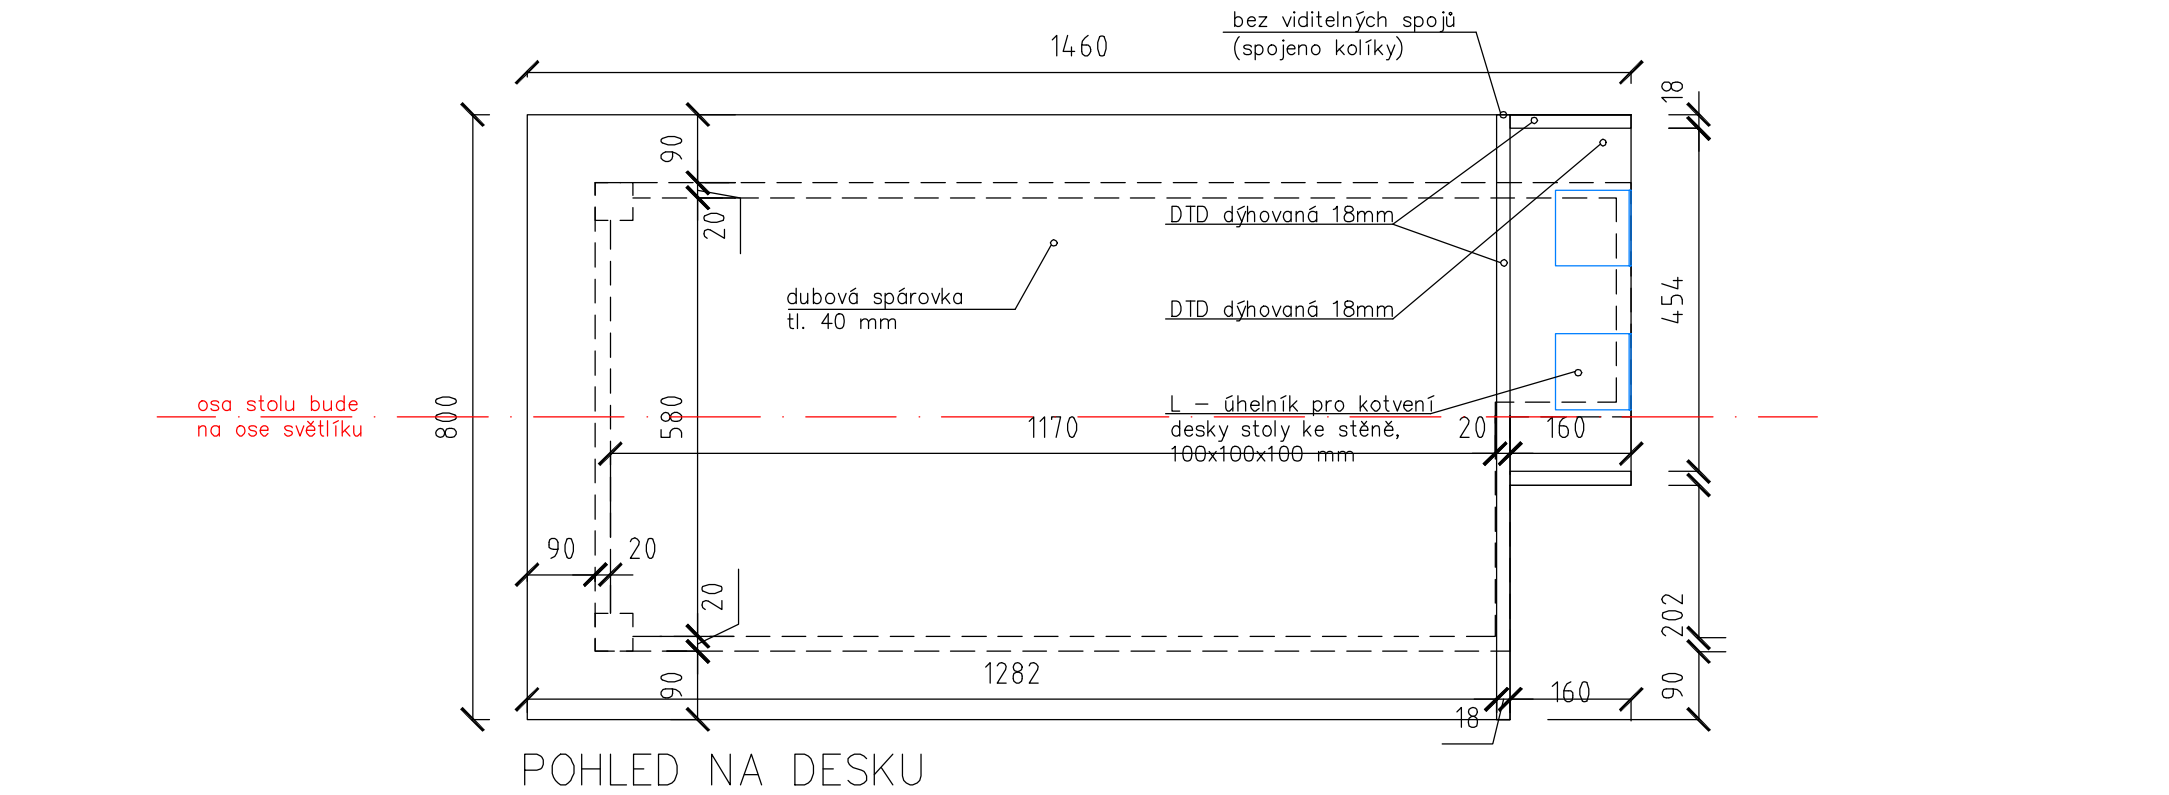 bez viditelných spojů
(spojeno kolíky)
1460
18
90
20
DTD dýhovaná 18mm
dubová spárovka
tl. 40 mm
DTD dýhovaná 18mm
454
osa stolu bude
na ose světlíku
800
580
1170
L – úhelník pro kotvení
desky stoly ke stěně,
100x100x100 mm
20
160
90
20
20
202
1282
90
18
160
90
POHLED NA DESKU